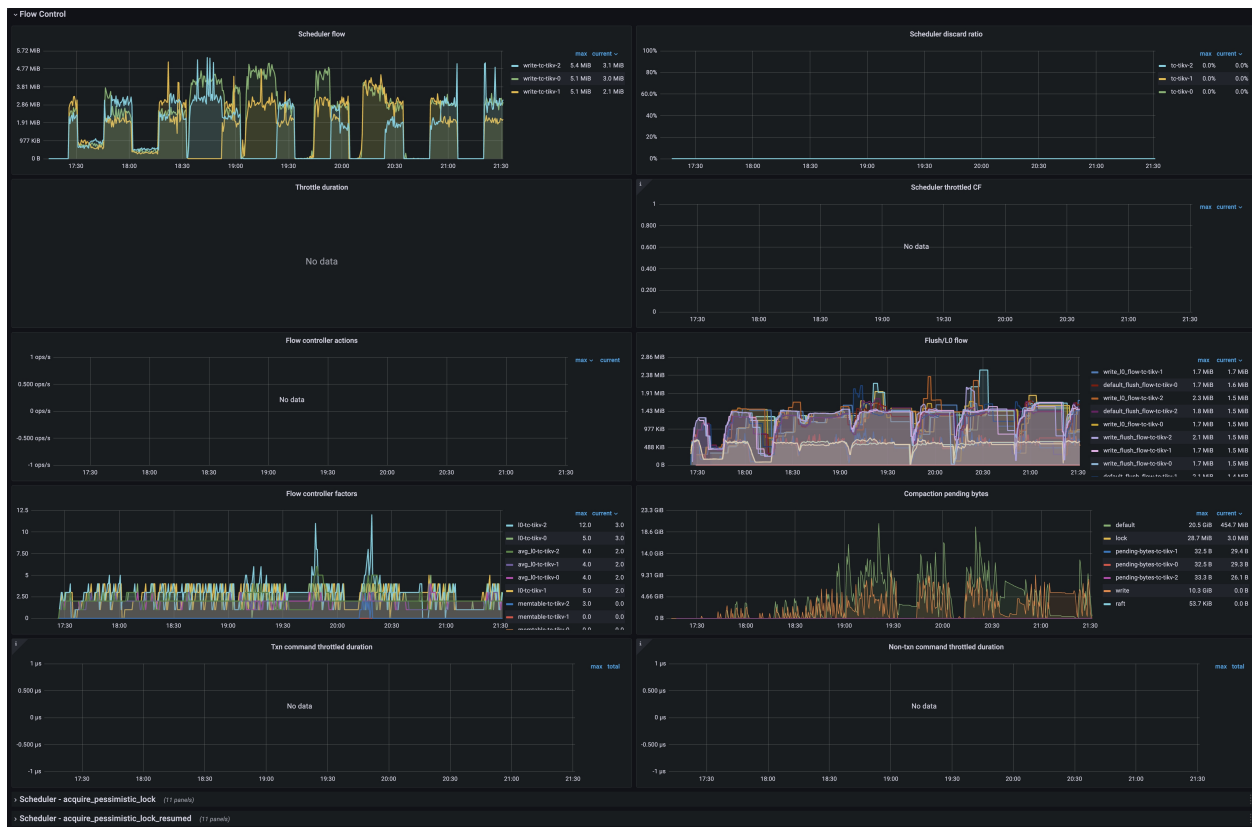 Flow Control
Scheduler flow
5.72 MiB
4.77 MiB
3.81 MiB
2.86 MiB
1.91 MiB
977 KiB
0 B
17:30 18:00 18:30 19:00 19:30 20:00 20:30 21:00 21:30
max current
write-tc-tikv-2 5.4 MiB 3.1 MiB
write-tc-tikv-0 5.1 MiB 3.0 MiB
write-tc-tikv-1 5.1 MiB 2.1 MiB
Scheduler discard ratio
100%
80%
60.0%
40%
20%
0%
17:30 18:00 18:30 19:00 19:30 20:00 20:30 21:00 21:30
max current
tc-tikv-2 0.0% 0.0%
tc-tikv-1 0.0% 0.0%
tc-tikv-0 0.0% 0.0%
Throttle duration
No data
Scheduler throttled CF
1
0.800
0.600
0.400
0.200
0
No data
17:30 18:00 18:30 19:00 19:30 20:00 20:30 21:00 21:30
max current
Flow controller actions
1 ops/s
0.500 ops/s
0 ops/s
-0.500 ops/s
-1 ops/s
No data
17:30 18:00 18:30 19:00 19:30 20:00 20:30 21:00 21:30
max current
Flush/L0 flow
2.86 MiB
2.38 MiB
1.91 MiB
1.43 MiB
977 KiB
488 KiB
0 B
17:30 18:00 18:30 19:00 19:30 20:00 20:30 21:00 21:30
max current
write_l0_flow-tc-tikv-1 1.7 MiB 1.7 MiB
default_flush_flow-tc-tikv-0 1.7 MiB 1.6 MiB
write_l0_flow-tc-tikv-2 2.3 MiB 1.5 MiB
default_flush_flow-tc-tikv-2 1.8 MiB 1.5 MiB
write_l0_flow-tc-tikv-0 1.7 MiB 1.5 MiB
write_flush_flow-tc-tikv-2 2.1 MiB 1.5 MiB
write_flush_flow-tc-tikv-1 1.7 MiB 1.5 MiB
write_flush_flow-tc-tikv-0 1.7 MiB 1.5 MiB
default_flush_flow-tc-tikv-1 2.1 MiB 1.4 MiB
Flow controller factors
12.5
10
7.50
5
2.50
0
17:30 18:00 18:30 19:00 19:30 20:00 20:30 21:00 21:30
max current
l0-tc-tikv-2 12.0 3.0
l0-tc-tikv-0 5.0 3.0
avg_l0-tc-tikv-2 6.0 2.0
avg_l0-tc-tikv-1 4.0 2.0
avg_l0-tc-tikv-0 4.0 2.0
l0-tc-tikv-1 5.0 2.0
memtable-tc-tikv-2 3.0 0.0
memtable-tc-tikv-1 0.0 0.0
memtable-tc-tikv-0 0.0 0.0
Compaction pending bytes
23.3 GiB
18.6 GiB
14.0 GiB
9.31 GiB
4.66 GiB
0 B
17:30 18:00 18:30 19:00 19:30 20:00 20:30 21:00 21:30
max current
default 20.5 GiB 454.7 MiB
lock 28.7 MiB 3.0 MiB
pending-bytes-tc-tikv-1 32.5 B 29.4 B
pending-bytes-tc-tikv-0 32.5 B 29.3 B
pending-bytes-tc-tikv-2 33.3 B 26.1 B
write 10.3 GiB 0.0 B
raft 53.7 KiB 0.0 B
Txn command throttled duration
1 µs
0.500 µs
0 µs
-0.500 µs
-1 µs
No data
17:30 18:00 18:30 19:00 19:30 20:00 20:30 21:00 21:30
max total
Non-txn command throttled duration
1 µs
0.500 µs
0 µs
-0.500 µs
-1 µs
No data
17:30 18:00 18:30 19:00 19:30 20:00 20:30 21:00 21:30
max total
Scheduler - acquire_pessimistic_lock (11 panels)
Scheduler - acquire_pessimistic_lock_resumed (11 panels)